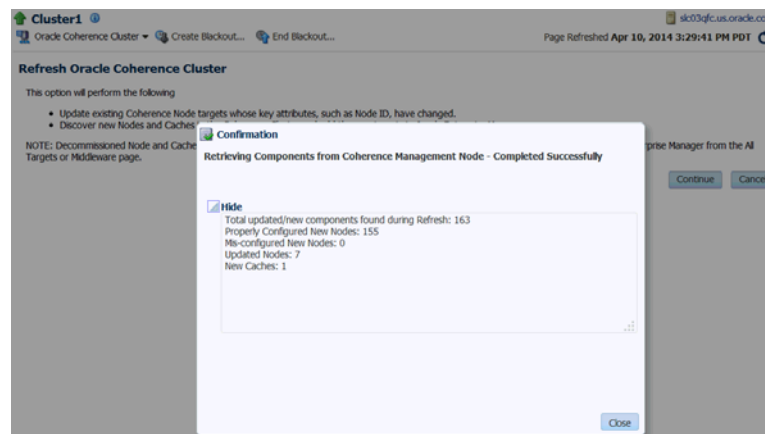 Cluster1
slc03qfc.us.oracle.co
Oracle Coherence Cluster Create Blackout... End Blackout...
Page Refreshed Apr 10, 2014 3:29:41 PM PDT
Refresh Oracle Coherence Cluster
This option will perform the following
Update existing Coherence Node targets whose key attributes, such as Node ID, have changed.
Discover new Nodes and Caches
NOTE: Decommissioned Node and Cache
prise Manager from the All
Targets or Middleware page.
Continue Cance
Confirmation
Retrieving Components from Coherence Management Node - Completed Successfully
Hide
Total updated/new components found during Refresh: 163
Properly Configured New Nodes: 155
Mis-configured New Nodes: 0
Updated Nodes: 7
New Caches: 1
Close